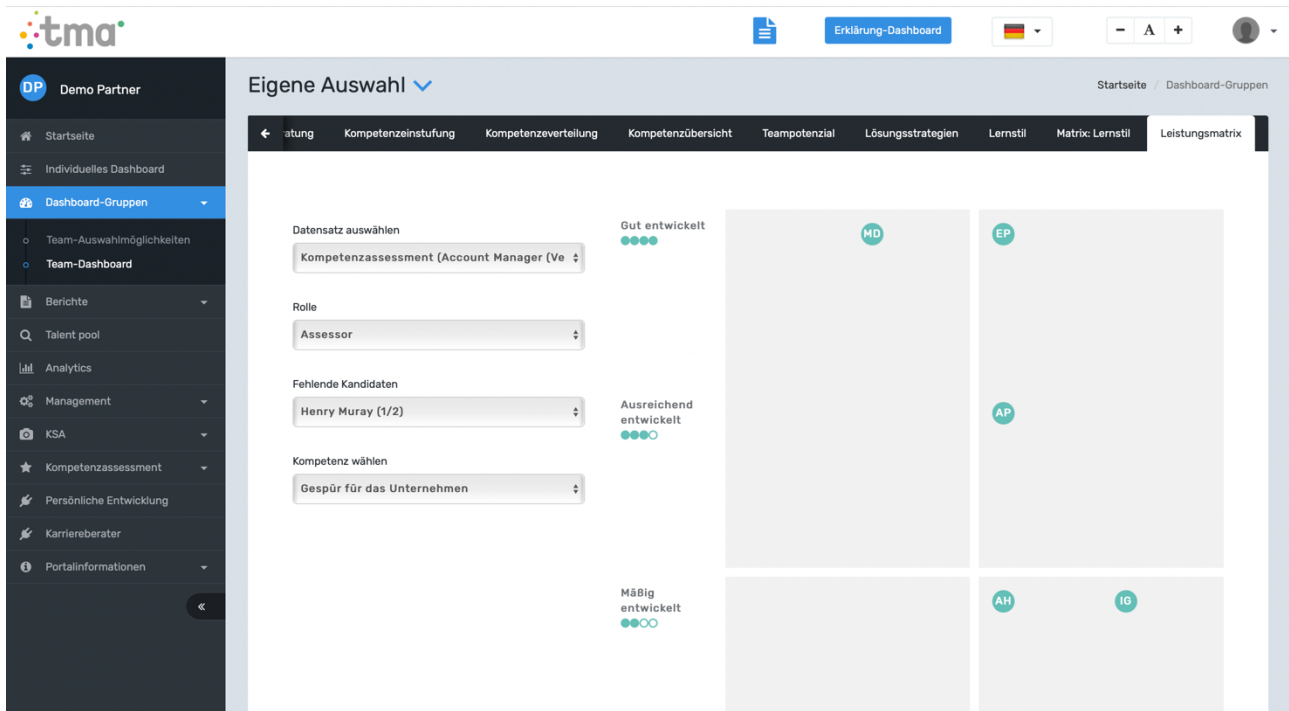 tma
Erklärung-Dashboard
− A +
DP Demo Partner
Eigene Auswahl
Startseite / Dashboard-Gruppen
Startseite
Individuelles Dashboard
Dashboard-Gruppen
Team-Auswahlmöglichkeiten
Team-Dashboard
Berichte
Talent pool
Analytics
Management
KSA
Kompetenzassessment
Persönliche Entwicklung
Karriereberater
Portalinformationen
ratung Kompetenzeinstufung Kompetenzeverteilung Kompetenzübersicht Teampotenzial Lösungsstrategien Lernstil Matrix: Lernstil Leistungsmatrix
Datensatz auswählen
Kompetenzassessment (Account Manager (Ve
Rolle
Assessor
Fehlende Kandidaten
Henry Muray (1/2)
Kompetenz wählen
Gespür für das Unternehmen
Gut entwickelt
MD
EP
Ausreichend
entwickelt
AP
Mäßig
entwickelt
AH
IG